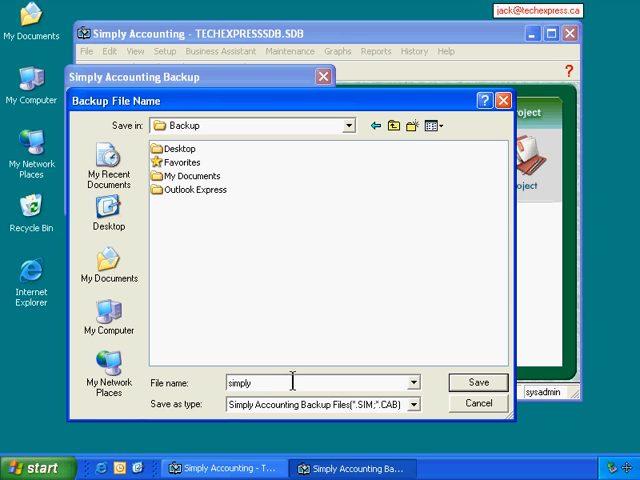 jack@techexpress.ca
My Documents
My Computer
My Network
Places
Recycle Bin
Internet
Explorer
Simply Accounting - TECHEXPRESSSDB.SDB
File Edit View Setup Business Assistant Maintenance Graphs Reports History Help
?
Simply Accounting Backup
Backup File Name
Save in: Backup
My Recent
Documents
Desktop
My Documents
My Computer
My Network
Places
Desktop
Favorites
My Documents
Outlook Express
roject
oject
File name: simply Save
Save as type: Simply Accounting Backup Files(*.SIM;*.CAB) Cancel
sysadmin
start Simply Accounting - T... Simply Accounting Ba...